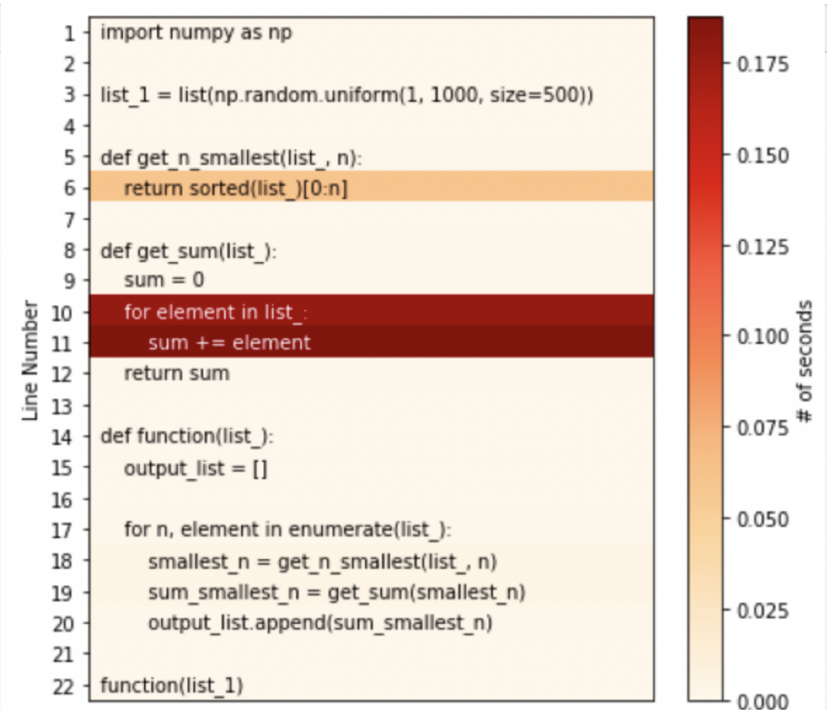 1 import numpy as np
2
3 list_1 = list(np.random.uniform(1, 1000, size=500))
4
5 def get_n_smallest(list_, n):
6 return sorted(list_)[0:n]
7
8 def get_sum(list_):
9 sum = 0
10 for element in list_:
11 sum += element
12 return sum
13
14 def function(list_):
15 output_list = []
16
17 for n, element in enumerate(list_):
18 smallest_n = get_n_smallest(list_, n)
19 sum_smallest_n = get_sum(smallest_n)
20 output_list.append(sum_smallest_n)
21
22 function(list_1)
Line Number
0.175
0.150
0.125
0.100
0.075
0.050
0.025
0.000
# of seconds